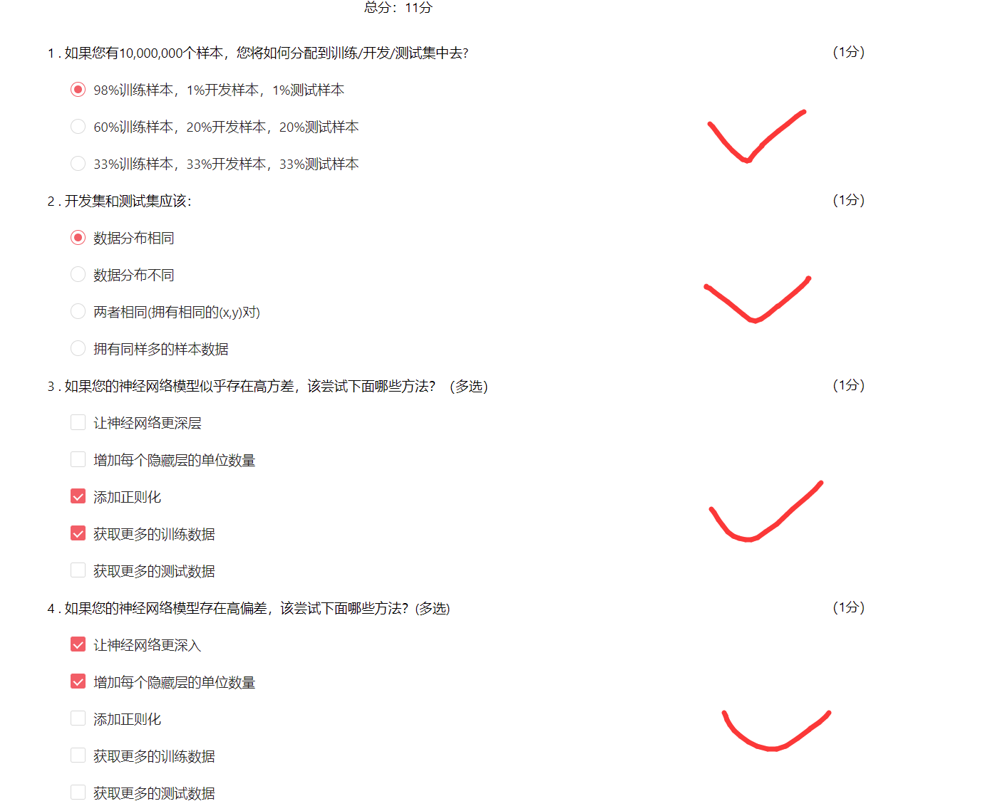 总分：11分
1 . 如果您有10,000,000个样本，您将如何分配到训练/开发/测试集中去?
（1分）
98%训练样本，1%开发样本，1%测试样本
60%训练样本，20%开发样本，20%测试样本
33%训练样本，33%开发样本，33%测试样本
2 . 开发集和测试集应该：
（1分）
数据分布相同
数据分布不同
两者相同(拥有相同的(x,y)对)
拥有同样多的样本数据
3 . 如果您的神经网络模型似乎存在高方差，该尝试下面哪些方法？（多选）
（1分）
让神经网络更深层
增加每个隐藏层的单位数量
添加正则化
获取更多的训练数据
获取更多的测试数据
4 . 如果您的神经网络模型存在高偏差，该尝试下面哪些方法？(多选)
（1分）
让神经网络更深入
增加每个隐藏层的单位数量
添加正则化
获取更多的训练数据
获取更多的测试数据